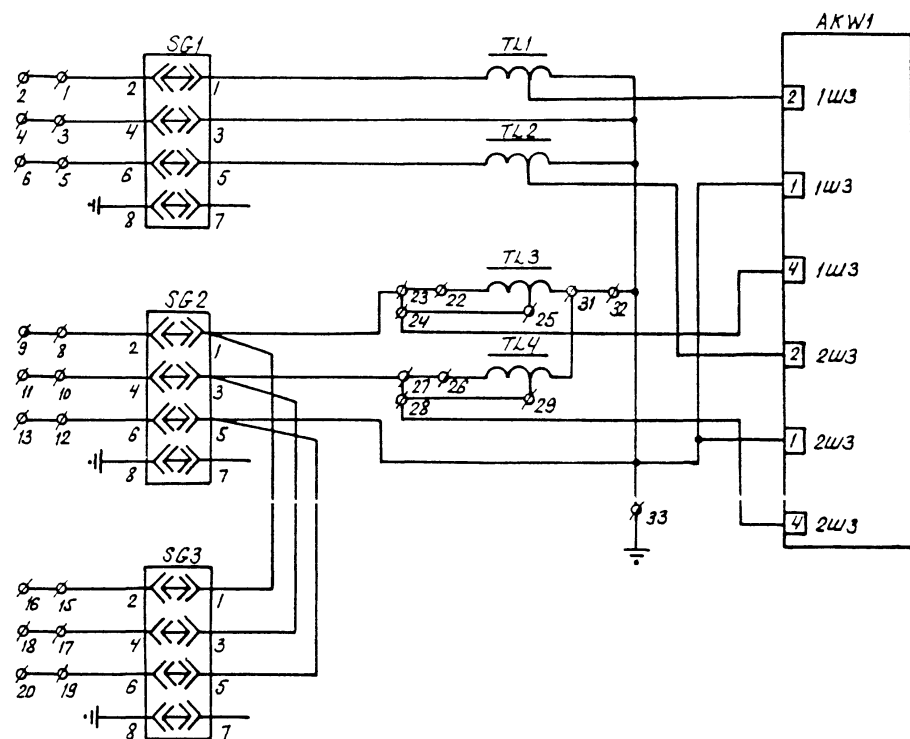 SG1
TL1
AKW1
2 1 2 1
2 1Ш3
4 3 4 3
TL2
6 5 6 5
1 1Ш3
8 7
TL3
4 1Ш3
SG2
23 22 31 32
24 25
9 8 2 1
TL4
2 2Ш3
11 10 4 3
27 26
28 29
13 12 6 5
1 2Ш3
8 7
33
4 2Ш3
SG3
16 15 2 1
18 17 4 3
20 19 6 5
8 7